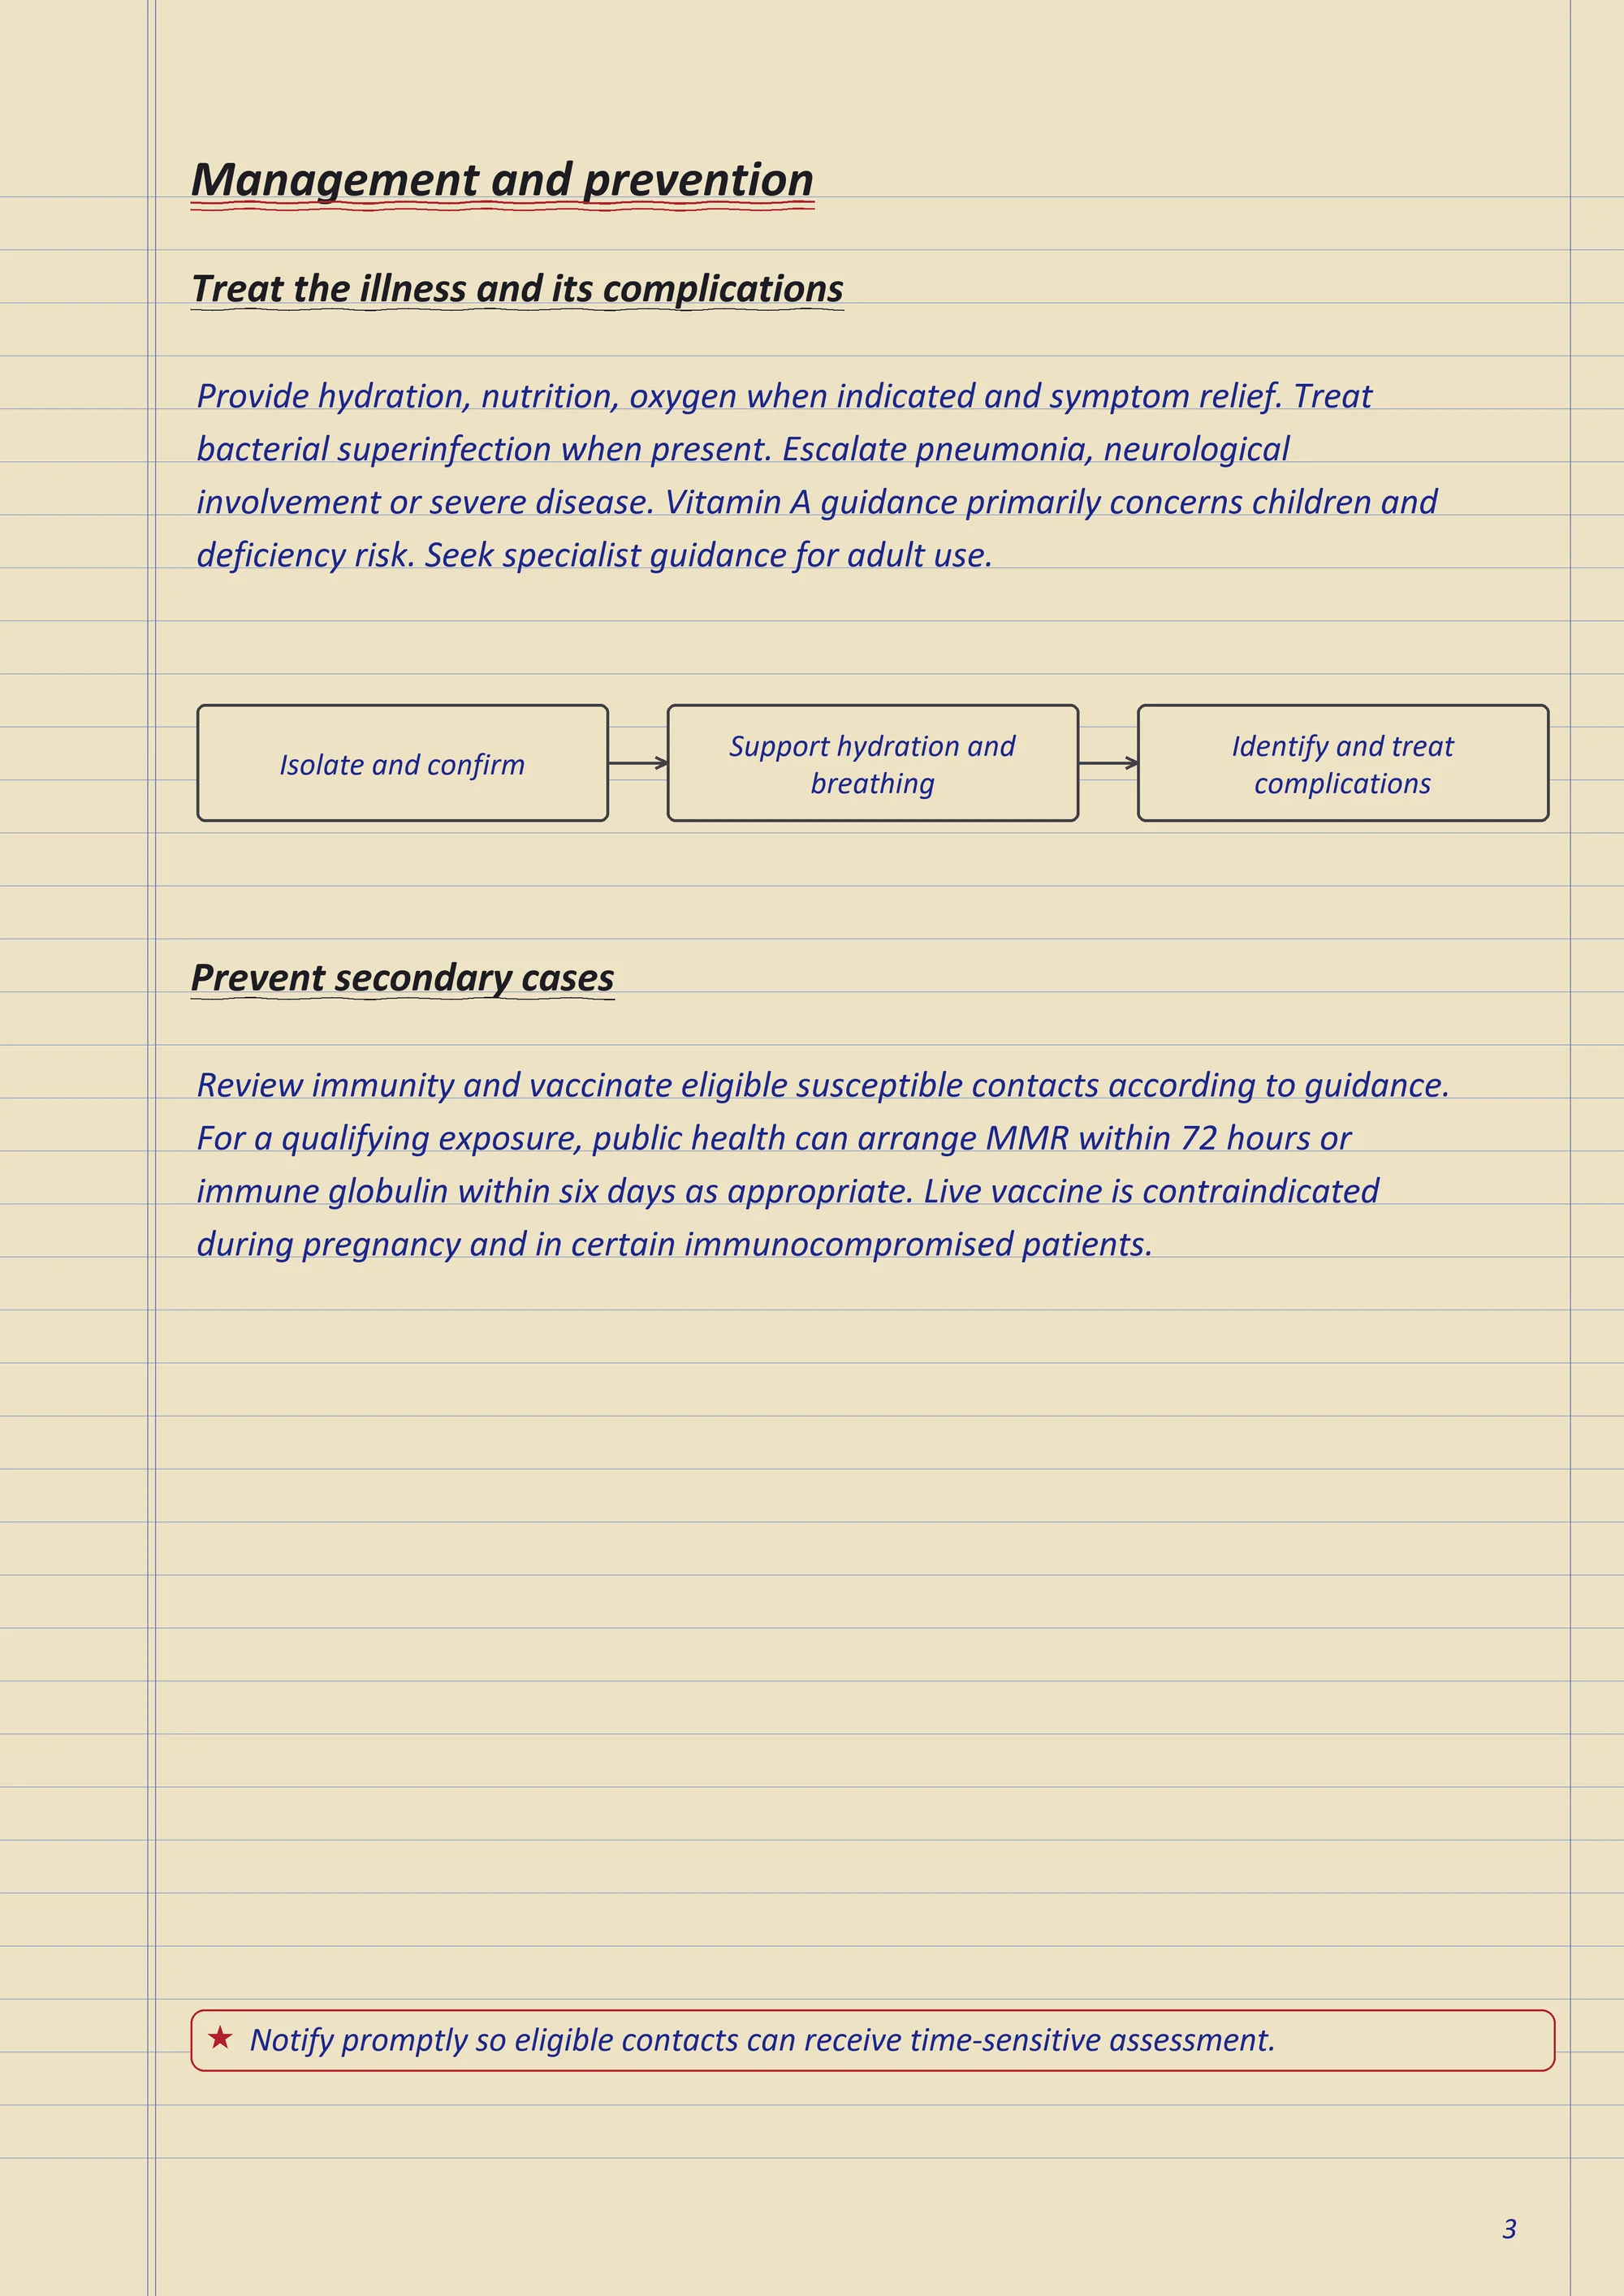 Management and prevention
Treat the illness and its complications
Provide hydration, nutrition, oxygen when indicated and symptom relief. Treat
bacterial superinfection when present. Escalate pneumonia, neurological
involvement or severe disease. Vitamin A guidance primarily concerns children and
deficiency risk. Seek specialist guidance for adult use.
Isolate and confirm
Support hydration and
breathing
Identify and treat
complications
Prevent secondary cases
Review immunity and vaccinate eligible susceptible contacts according to guidance.
For a qualifying exposure, public health can arrange MMR within 72 hours or
immune globulin within six days as appropriate. Live vaccine is contraindicated
during pregnancy and in certain immunocompromised patients.
★ Notify promptly so eligible contacts can receive time-sensitive assessment.
3